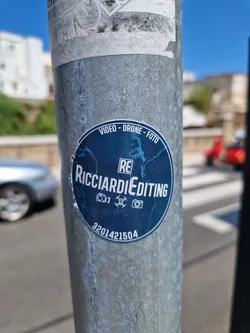 VIDEO - DRONE - FOTO
RE
RICCIARDIEDITING
3201421504